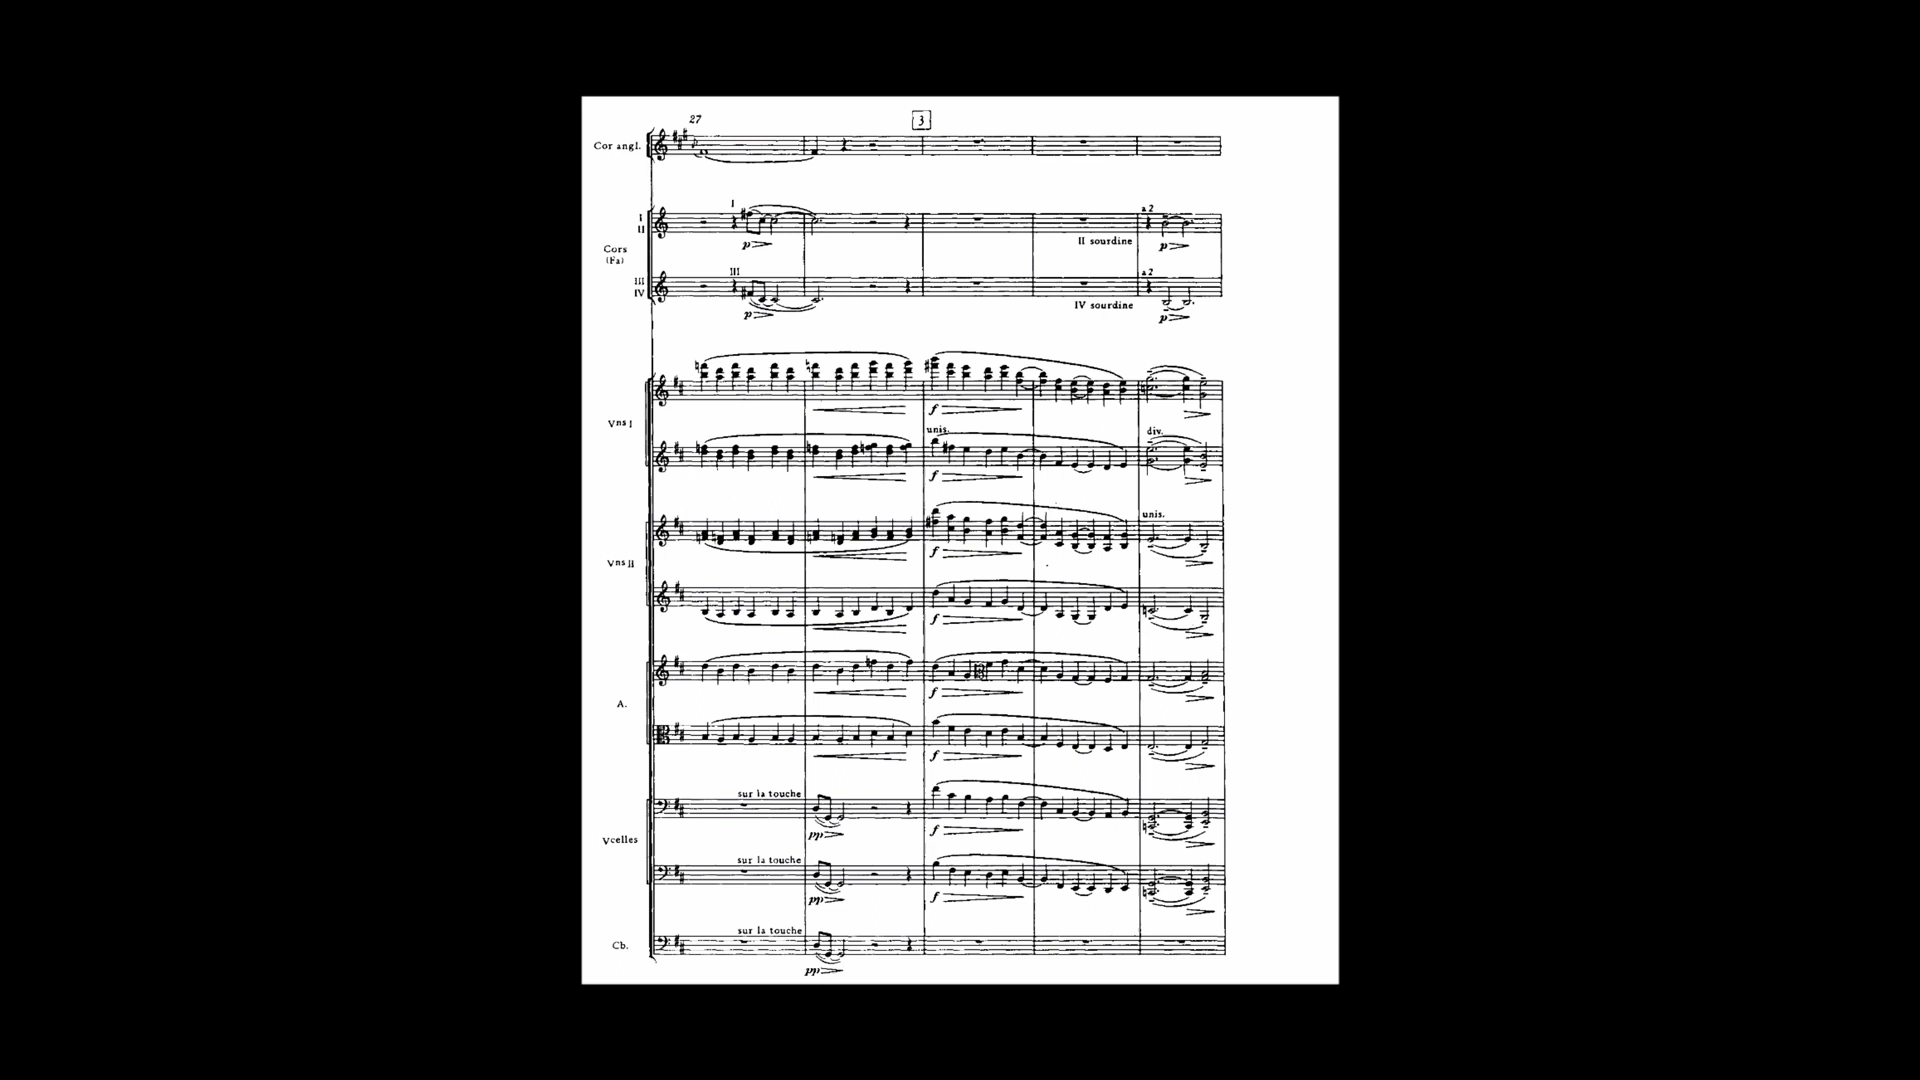 27
3
Cor angl.
I
I
II
a 2
p
p
II sourdine
Cors
(Fa)
III
III
IV
a 2
p
p
IV sourdine
Vns I
f
unis.
div.
f
Vns II
unis.
f
f
A.
f
f
Vcelles
sur la touche
pp
f
sur la touche
pp
f
Cb.
sur la touche
pp